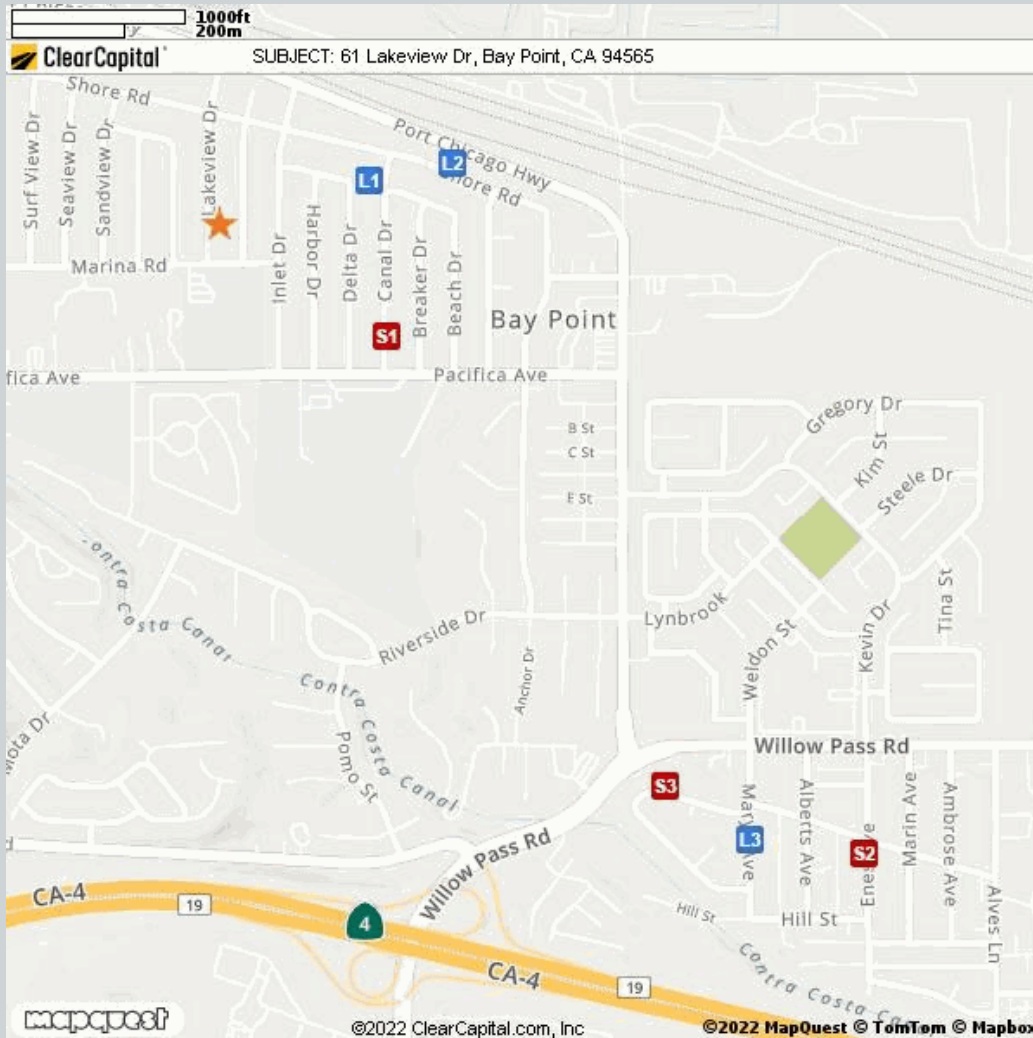 1000ft
200m
ClearCapital
SUBJECT: 61 Lakeview Dr, Bay Point, CA 94565
Shore Rd
Surf View Dr
Seaview Dr
Sandview Dr
Lakeview Dr
Port Chicago Hwy
L1
L2
Shore Rd
Marina Rd
Inlet Dr
Harbor Dr
Delta Dr
Canal Dr
Breaker Dr
Beach Dr
Bay Point
S1
fica Ave
Pacifica Ave
B St
C St
E St
Gregory Dr
Kim St
Steele Dr
Contra Costa Canal
Riverside Dr
Lynbrook
Weldon St
Kevin Dr
Tina St
Anchor Dr
Contra Costa Canal
Mota Dr
Pomo St
Willow Pass Rd
Willow Pass Rd
S3
Mary Ave
L3
Alberts Ave
S2
Marin Ave
Ambrose Ave
Alves Ln
CA-4
19
4
Hill St
Hill St
CA-4
19
Contra Costa Ca
mapquest
©2022 ClearCapital.com, Inc
©2022 MapQuest © TomTom © Mapbox